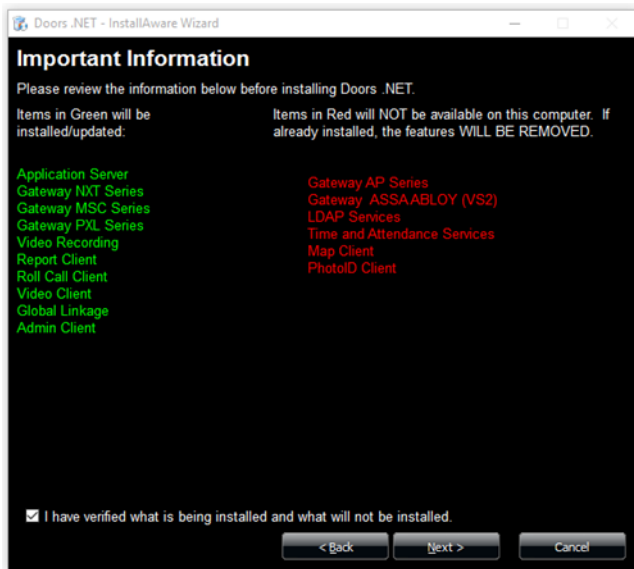 Doors .NET - InstallAware Wizard
Important Information
Please review the information below before installing Doors .NET.
Items in Green will be
installed/updated:
Items in Red will NOT be available on this computer. If
already installed, the features WILL BE REMOVED.
Application Server
Gateway NXT Series
Gateway MSC Series
Gateway PXL Series
Video Recording
Report Client
Roll Call Client
Video Client
Global Linkage
Admin Client
Gateway AP Series
Gateway ASSA ABLOY (VS2)
LDAP Services
Time and Attendance Services
Map Client
PhotoID Client
I have verified what is being installed and what will not be installed.
< Back
Next >
Cancel